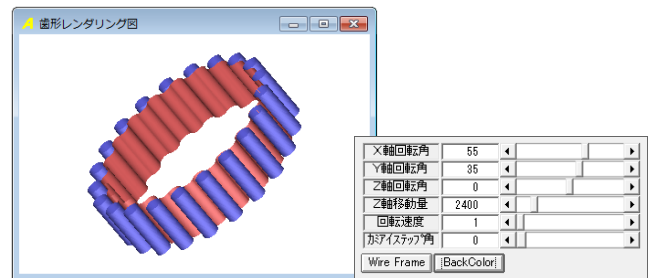 歯形レンダリング図
X軸回転角 55
Y軸回転角 35
Z軸回転角 0
Z軸移動量 2400
回転速度 1
カミアイステップ角 0
Wire Frame BackColor